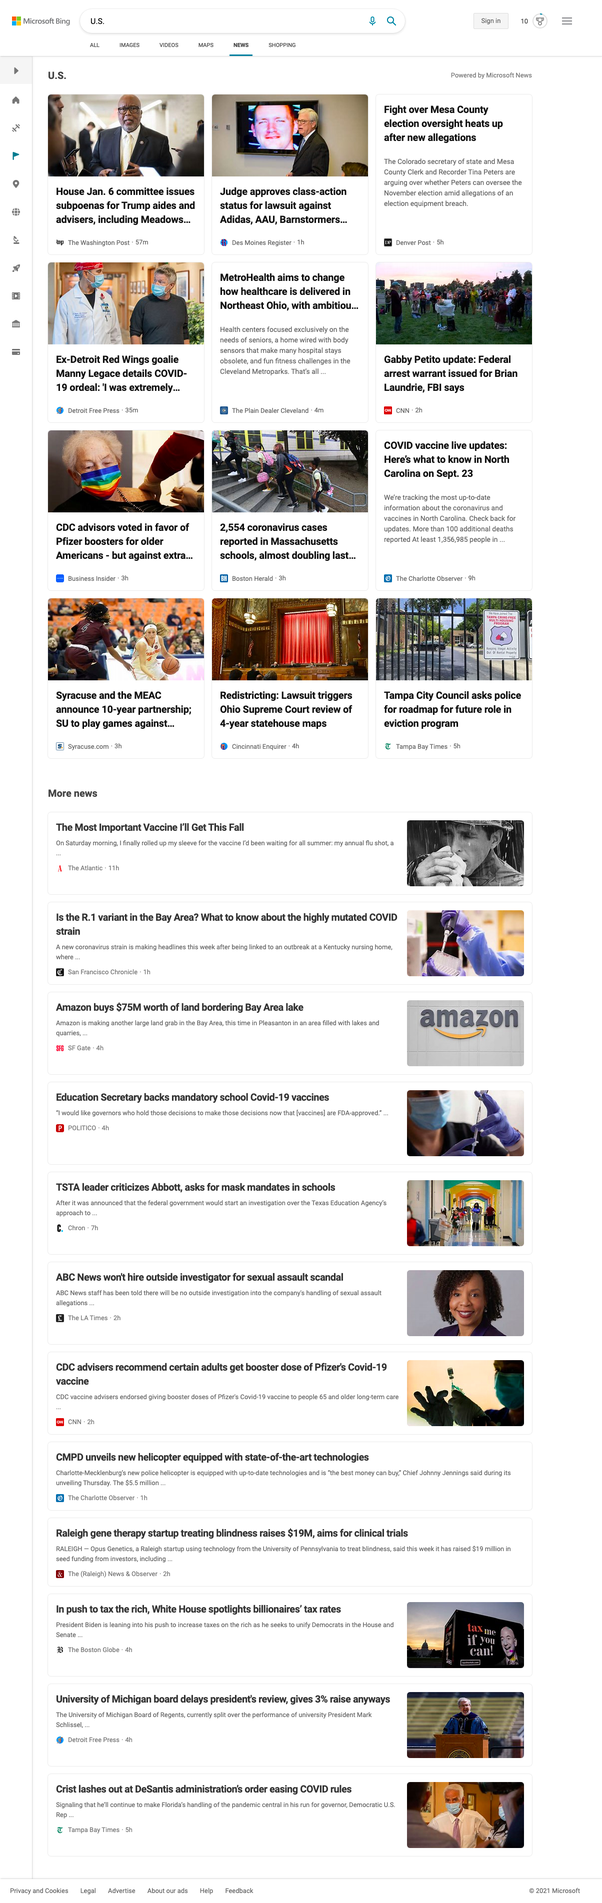 Microsoft Bing
U.S.
Sign in
10
ALL IMAGES VIDEOS MAPS NEWS SHOPPING
U.S.
Powered by Microsoft News
House Jan. 6 committee issues
subpoenas for Trump aides and
advisers, including Meadows...
The Washington Post · 57m
Judge approves class-action
status for lawsuit against
Adidas, AAU, Barnstormers...
Des Moines Register · 1h
Fight over Mesa County
election oversight heats up
after new allegations
The Colorado secretary of state and Mesa
County Clerk and Recorder Tina Peters are
arguing over whether Peters can oversee the
November election amid allegations of an
election equipment breach.
Denver Post · 5h
Ex-Detroit Red Wings goalie
Manny Legace details COVID-
19 ordeal: 'I was extremely...
Detroit Free Press · 35m
MetroHealth aims to change
how healthcare is delivered in
Northeast Ohio, with ambitiou...
Health centers focused exclusively on the
needs of seniors, a home wired with body
sensors that make many hospital stays
obsolete, and fun fitness challenges in the
Cleveland Metroparks. That's all ...
The Plain Dealer Cleveland · 4m
Gabby Petito update: Federal
arrest warrant issued for Brian
Laundrie, FBI says
CNN · 2h
CDC advisors voted in favor of
Pfizer boosters for older
Americans - but against extra...
Business Insider · 3h
2,554 coronavirus cases
reported in Massachusetts
schools, almost doubling last...
Boston Herald · 3h
COVID vaccine live updates:
Here's what to know in North
Carolina on Sept. 23
We're tracking the most up-to-date
information about the coronavirus and
vaccines in North Carolina. Check back for
updates. More than 100 additional deaths
reported At least 1,356,985 people in ...
The Charlotte Observer · 9h
Syracuse and the MEAC
announce 10-year partnership;
SU to play games against...
Syracuse.com · 3h
Redistricting: Lawsuit triggers
Ohio Supreme Court review of
4-year statehouse maps
Cincinnati Enquirer · 4h
Tampa City Council asks police
for roadmap for future role in
eviction program
Tampa Bay Times · 5h
More news
The Most Important Vaccine I'll Get This Fall
On Saturday morning, I finally rolled up my sleeve for the vaccine I'd been waiting for all summer: my annual flu shot, a
...
The Atlantic · 11h
Is the R.1 variant in the Bay Area? What to know about the highly mutated COVID
strain
A new coronavirus strain is making headlines this week after being linked to an outbreak at a Kentucky nursing home,
where ...
San Francisco Chronicle · 1h
Amazon buys $75M worth of land bordering Bay Area lake
Amazon is making another large land grab in the Bay Area, this time in Pleasanton in an area filled with lakes and
quarries, ...
SF Gate · 4h
amazon
Education Secretary backs mandatory school Covid-19 vaccines
"I would like governors who hold those decisions to make those decisions now that [vaccines] are FDA-approved." ...
POLITICO · 4h
TSTA leader criticizes Abbott, asks for mask mandates in schools
After it was announced that the federal government would start an investigation over the Texas Education Agency's
approach to ...
Chron · 7h
ABC News won't hire outside investigator for sexual assault scandal
ABC News staff has been told there will be no outside investigation into the company's handling of sexual assault
allegations ...
The LA Times · 2h
CDC advisers recommend certain adults get booster dose of Pfizer's Covid-19
vaccine
CDC vaccine advisers endorsed giving booster doses of Pfizer's Covid-19 vaccine to people 65 and older long-term care
...
CNN · 2h
CMPD unveils new helicopter equipped with state-of-the-art technologies
Charlotte-Mecklenburg's new police helicopter is equipped with up-to-date technologies and is "the best money can buy," Chief Johnny Jennings said during its
unveiling Thursday. The $5.5 million ...
The Charlotte Observer · 1h
Raleigh gene therapy startup treating blindness raises $19M, aims for clinical trials
RALEIGH — Opus Genetics, a Raleigh startup using technology from the University of Pennsylvania to treat blindness, said this week it has raised $19 million in
seed funding from investors, including ...
The (Raleigh) News & Observer · 2h
In push to tax the rich, White House spotlights billionaires' tax rates
President Biden is leaning into his push to increase taxes on the rich as he seeks to unify Democrats in the House and
Senate ...
The Boston Globe · 4h
tax me
if you
can!
University of Michigan board delays president's review, gives 3% raise anyways
The University of Michigan Board of Regents, currently split over the performance of university President Mark
Schlissel, ...
Detroit Free Press · 4h
Crist lashes out at DeSantis administration's order easing COVID rules
Signaling that he'll continue to make Florida's handling of the pandemic central in his run for governor, Democratic U.S.
Rep ...
Tampa Bay Times · 5h
Privacy and Cookies Legal Advertise About our ads Help Feedback
© 2021 Microsoft